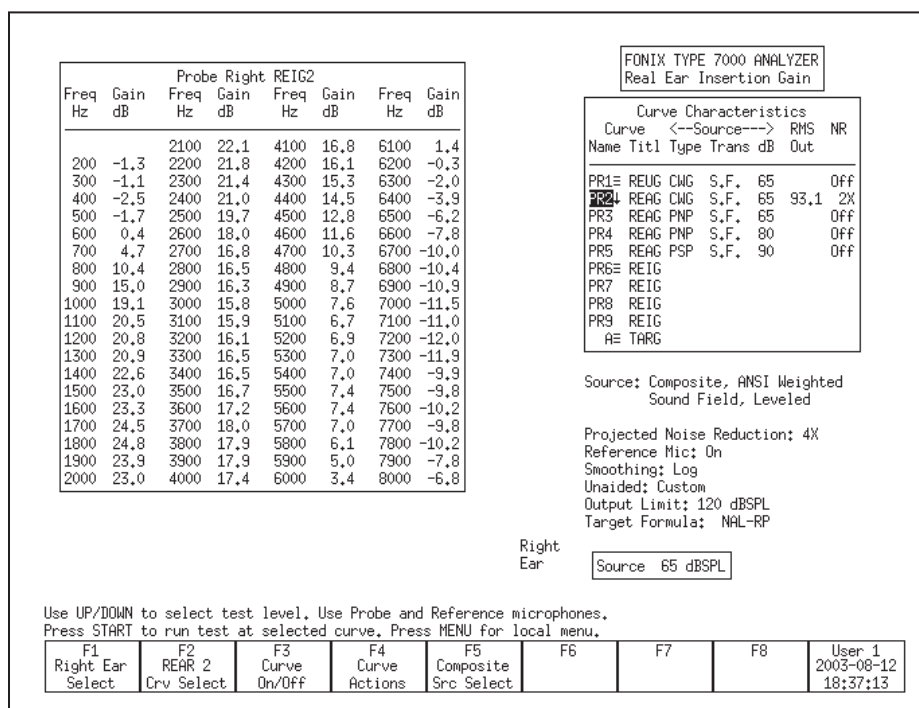 Probe Right REIG2
Freq Gain Freq Gain Freq Gain Freq Gain
Hz dB Hz dB Hz dB Hz dB
2100 22.1 4100 16.8 6100 1.4
200 -1.3 2200 21.8 4200 16.1 6200 -0.3
300 -1.1 2300 21.4 4300 15.3 6300 -2.0
400 -2.5 2400 21.0 4400 14.5 6400 -3.9
500 -1.7 2500 19.7 4500 12.8 6500 -6.2
600 0.4 2600 18.0 4600 11.6 6600 -7.8
700 4.7 2700 16.8 4700 10.3 6700 -10.0
800 10.4 2800 16.5 4800 9.4 6800 -10.4
900 15.0 2900 16.3 4900 8.7 6900 -10.9
1000 19.1 3000 15.8 5000 7.6 7000 -11.5
1100 20.5 3100 15.9 5100 6.7 7100 -11.0
1200 20.8 3200 16.1 5200 6.9 7200 -12.0
1300 20.9 3300 16.5 5300 7.0 7300 -11.9
1400 22.6 3400 16.5 5400 7.0 7400 -9.9
1500 23.0 3500 16.7 5500 7.4 7500 -9.8
1600 23.3 3600 17.2 5600 7.4 7600 -10.2
1700 24.5 3700 18.0 5700 7.0 7700 -9.8
1800 24.8 3800 17.9 5800 6.1 7800 -10.2
1900 23.9 3900 17.9 5900 5.0 7900 -7.8
2000 23.0 4000 17.4 6000 3.4 8000 -6.8
FONIX TYPE 7000 ANALYZER
Real Ear Insertion Gain
Curve Characteristics
Curve <--Source---> RMS NR
Name Titl Type Trans dB Out
PR1≡ REUG CWG S.F. 65 Off
PR2↓ REAG CWG S.F. 65 93.1 2X
PR3 REAG PNP S.F. 65 Off
PR4 REAG PNP S.F. 80 Off
PR5 REAG PSP S.F. 90 Off
PR6≡ REIG
PR7 REIG
PR8 REIG
PR9 REIG
A≡ TARG
Source: Composite, ANSI Weighted
Sound Field, Leveled
Projected Noise Reduction: 4X
Reference Mic: On
Smoothing: Log
Unaided: Custom
Output Limit: 120 dBSPL
Target Formula: NAL-RP
Right
Ear
Source 65 dBSPL
Use UP/DOWN to select test level. Use Probe and Reference microphones.
Press START to run test at selected curve. Press MENU for local menu.
F1 F2 F3 F4 F5 F6 F7 F8 User 1
Right Ear REAR 2 Curve Curve Composite 2003-08-12
Select Crv Select On/Off Actions Src Select 18:37:13